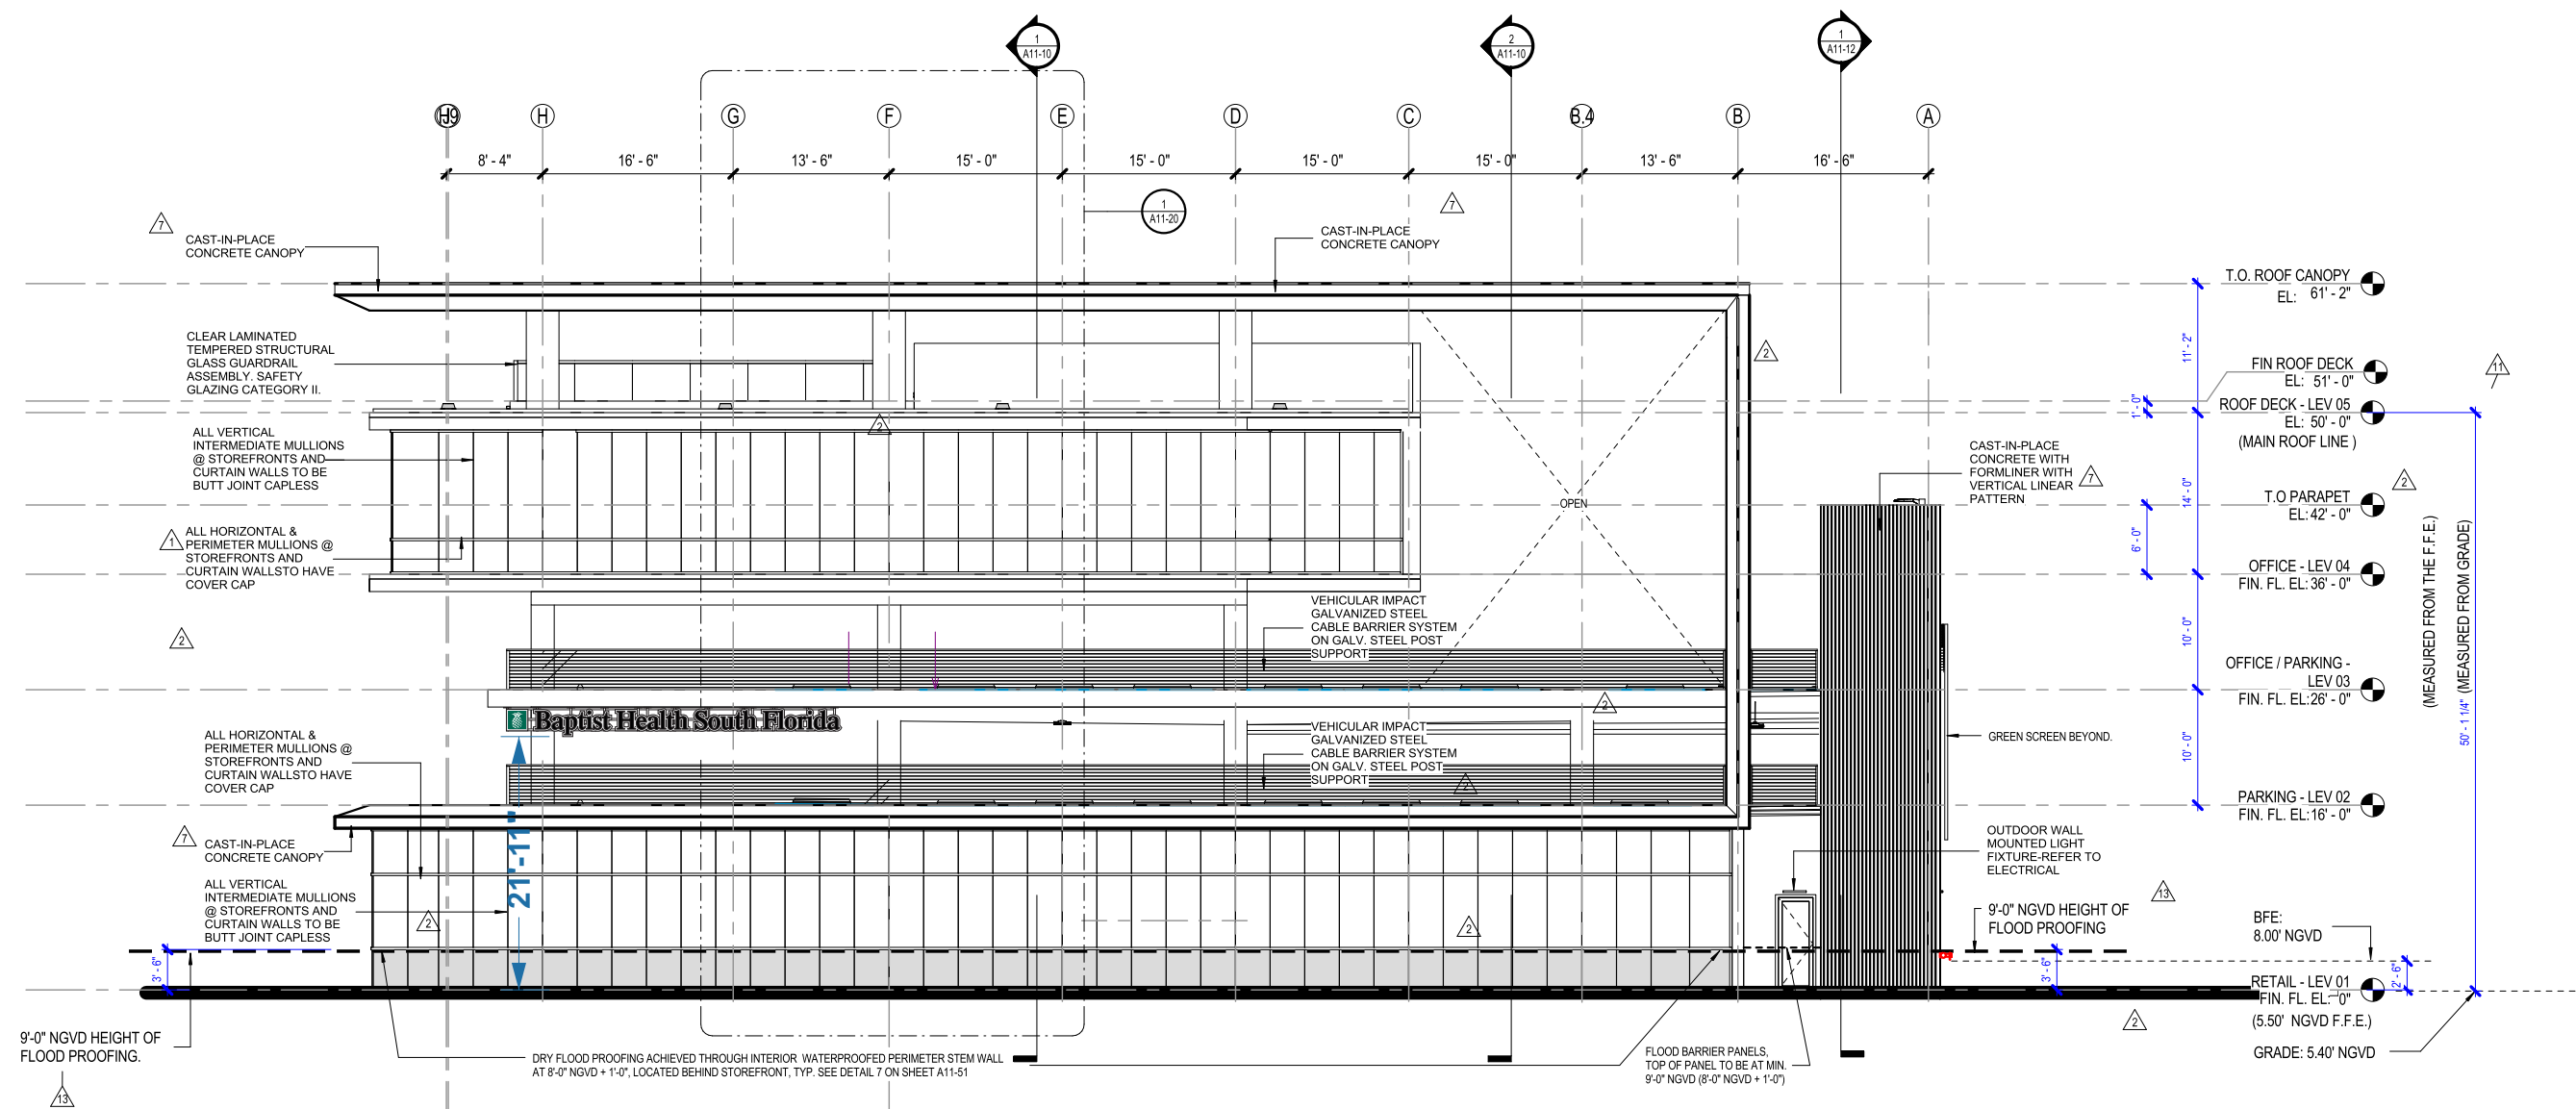 1
A11-10
2
A11-10
1
A11-12
H
G
F
E
D
C
B.4
B
A
8' - 4"
16' - 6"
13' - 6"
15' - 0"
15' - 0"
15' - 0"
15' - 0"
13' - 6"
16' - 6"
1
A11-20
7
CAST-IN-PLACE
CONCRETE CANOPY
7
CAST-IN-PLACE
CONCRETE CANOPY
CLEAR LAMINATED
TEMPERED STRUCTURAL
GLASS GUARDRAIL
ASSEMBLY. SAFETY
GLAZING CATEGORY II.
ALL VERTICAL
INTERMEDIATE MULLIONS
@ STOREFRONTS AND
CURTAIN WALLS TO BE
BUTT JOINT CAPLESS
1
ALL HORIZONTAL &
PERIMETER MULLIONS @
STOREFRONTS AND
CURTAIN WALLSTO HAVE
COVER CAP
2
ALL HORIZONTAL &
PERIMETER MULLIONS @
STOREFRONTS AND
CURTAIN WALLSTO HAVE
COVER CAP
7
CAST-IN-PLACE
CONCRETE CANOPY
ALL VERTICAL
INTERMEDIATE MULLIONS
@ STOREFRONTS AND
CURTAIN WALLS TO BE
BUTT JOINT CAPLESS
2
3' - 6"
9'-0" NGVD HEIGHT OF
FLOOD PROOFING.
13
2
2
OPEN
VEHICULAR IMPACT
GALVANIZED STEEL
CABLE BARRIER SYSTEM
ON GALV. STEEL POST
SUPPORT
2
Baptist Health South Florida
VEHICULAR IMPACT
GALVANIZED STEEL
CABLE BARRIER SYSTEM
ON GALV. STEEL POST
SUPPORT
2
21'-11"
2
DRY FLOOD PROOFING ACHIEVED THROUGH INTERIOR WATERPROOFED PERIMETER STEM WALL
AT 8'-0" NGVD + 1'-0", LOCATED BEHIND STOREFRONT, TYP. SEE DETAIL 7 ON SHEET A11-51
FLOOD BARRIER PANELS,
TOP OF PANEL TO BE AT MIN.
9'-0" NGVD (8'-0" NGVD + 1'-0")
CAST-IN-PLACE
CONCRETE WITH
FORMLINER WITH
VERTICAL LINEAR
PATTERN
7
GREEN SCREEN BEYOND.
OUTDOOR WALL
MOUNTED LIGHT
FIXTURE-REFER TO
ELECTRICAL
13
9'-0" NGVD HEIGHT OF
FLOOD PROOFING
3' - 6"
2
T.O. ROOF CANOPY
EL: 61' - 2"
11' - 2"
FIN ROOF DECK
EL: 51' - 0"
1' - 0"
ROOF DECK - LEV 05
EL: 50' - 0"
(MAIN ROOF LINE )
11
T.O PARAPET
EL: 42' - 0"
2
14' - 0"
6' - 0"
OFFICE - LEV 04
FIN. FL. EL: 36' - 0"
10' - 0"
OFFICE / PARKING -
LEV 03
FIN. FL. EL: 26' - 0"
10' - 0"
PARKING - LEV 02
FIN. FL. EL: 16' - 0"
(MEASURED FROM THE F.F.E.)
50' - 1 1/4" (MEASURED FROM GRADE)
BFE:
8.00' NGVD
2' - 6"
RETAIL - LEV 01
FIN. FL. EL: 0"
(5.50' NGVD F.F.E.)
GRADE: 5.40' NGVD